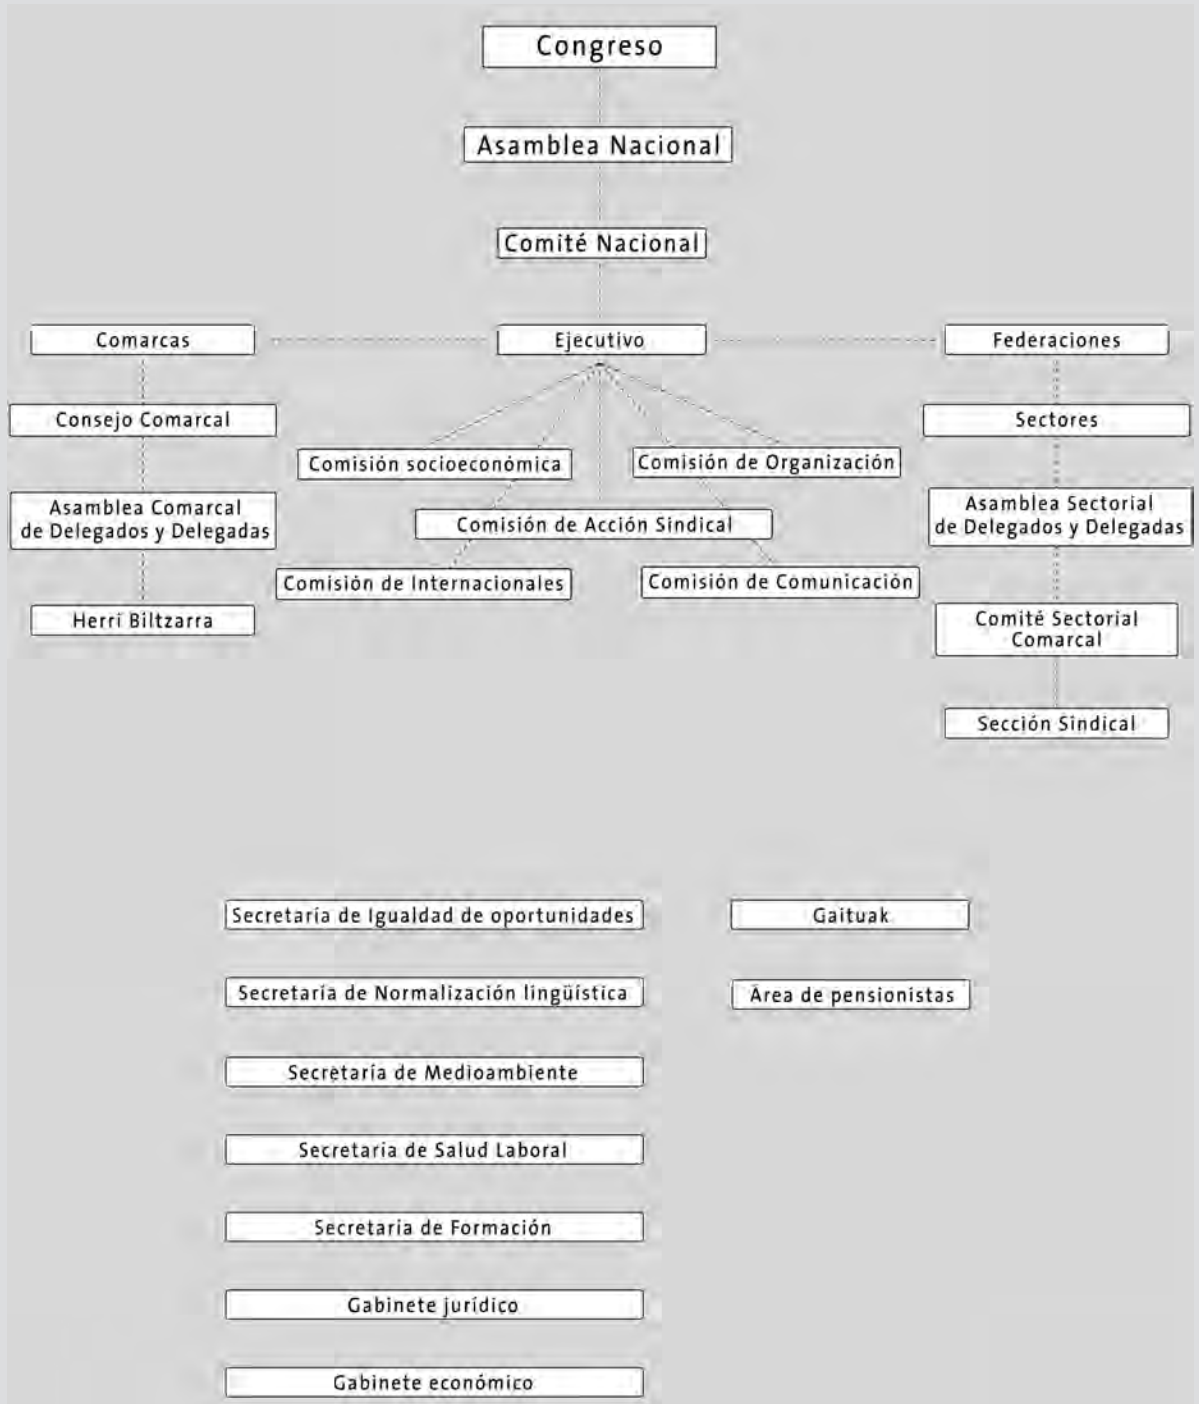 Congreso
Asamblea Nacional
Comité Nacional
Comarcas
Ejecutivo
Federaciones
Consejo Comarcal
Sectores
Comisión socioeconómica
Comisión de Organización
Asamblea Comarcal
de Delegados y Delegadas
Comisión de Acción Sindical
Asamblea Sectorial
de Delegados y Delegadas
Comisión de Internacionales
Comisión de Comunicación
Herri Biltzarra
Comité Sectorial
Comarcal
Sección Sindical
Secretaría de Igualdad de oportunidades
Gaituak
Secretaría de Normalización lingüística
Área de pensionistas
Secretaría de Medioambiente
Secretaría de Salud Laboral
Secretaría de Formación
Gabinete jurídico
Gabinete económico